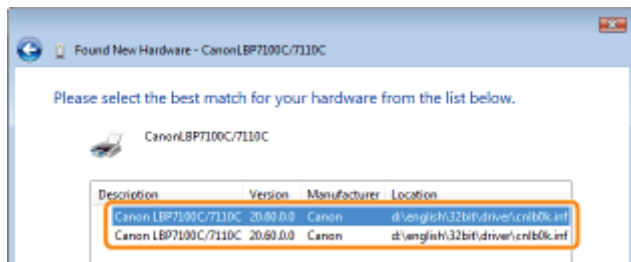 Found New Hardware - CanonLBP7100C/7110C
Please select the best match for your hardware from the list below.
CanonLBP7100C/7110C
Description Version Manufacturer Location
Canon LBP7100C/7110C 20.60.0.0 Canon d:\english\32bit\driver\cnlb0k.inf
Canon LBP7100C/7110C 20.60.0.0 Canon d:\english\32bit\driver\cnlb0k.inf